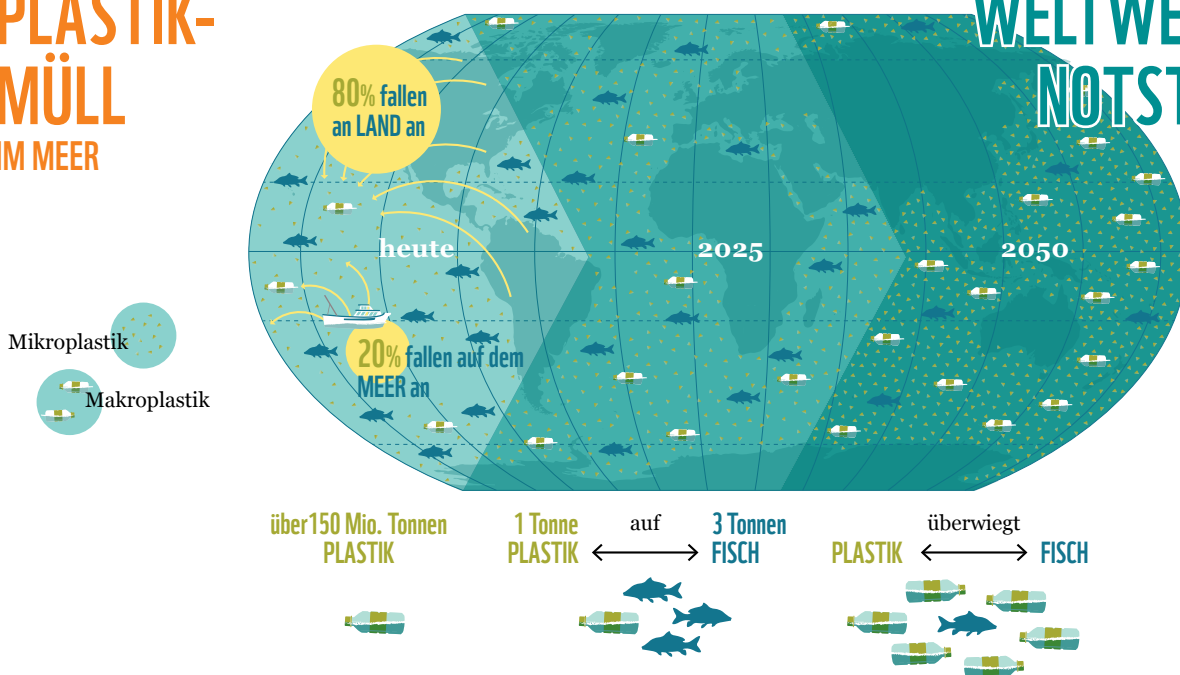 PLASTIK-
MÜLL
IM MEER
WELTWE
NOTST
80% fallen
an LAND an
heute
2025
2050
20% fallen auf dem
MEER an
Mikroplastik
Makroplastik
über150 Mio. Tonnen
PLASTIK
1 Tonne
PLASTIK
auf
3 Tonnen
FISCH
überwiegt
PLASTIK
FISCH